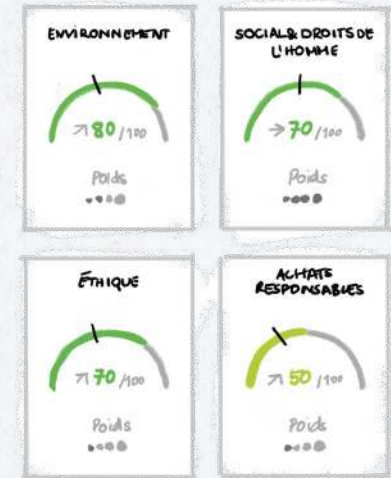 ENVIRONNEMENT
↗ 80 /100
Poids
SOCIAL & DROITS DE
L'HOMME
→ 70 /100
Poids
ÉTHIQUE
↗ 70 /100
Poids
ACHATS
RESPONSABLES
↗ 50 /100
Poids